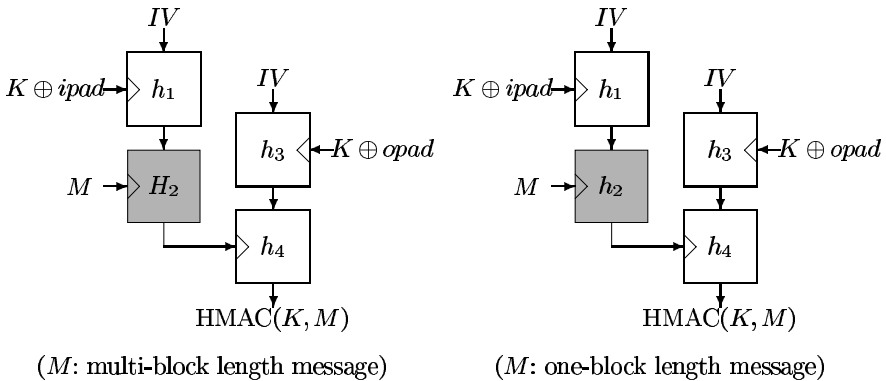 IV
K ⊕ ipad
h₁
IV
h₃
K ⊕ opad
M
H₂
h₄
HMAC(K, M)
(M: multi-block length message)
IV
K ⊕ ipad
h₁
IV
h₃
K ⊕ opad
M
h₂
h₄
HMAC(K, M)
(M: one-block length message)